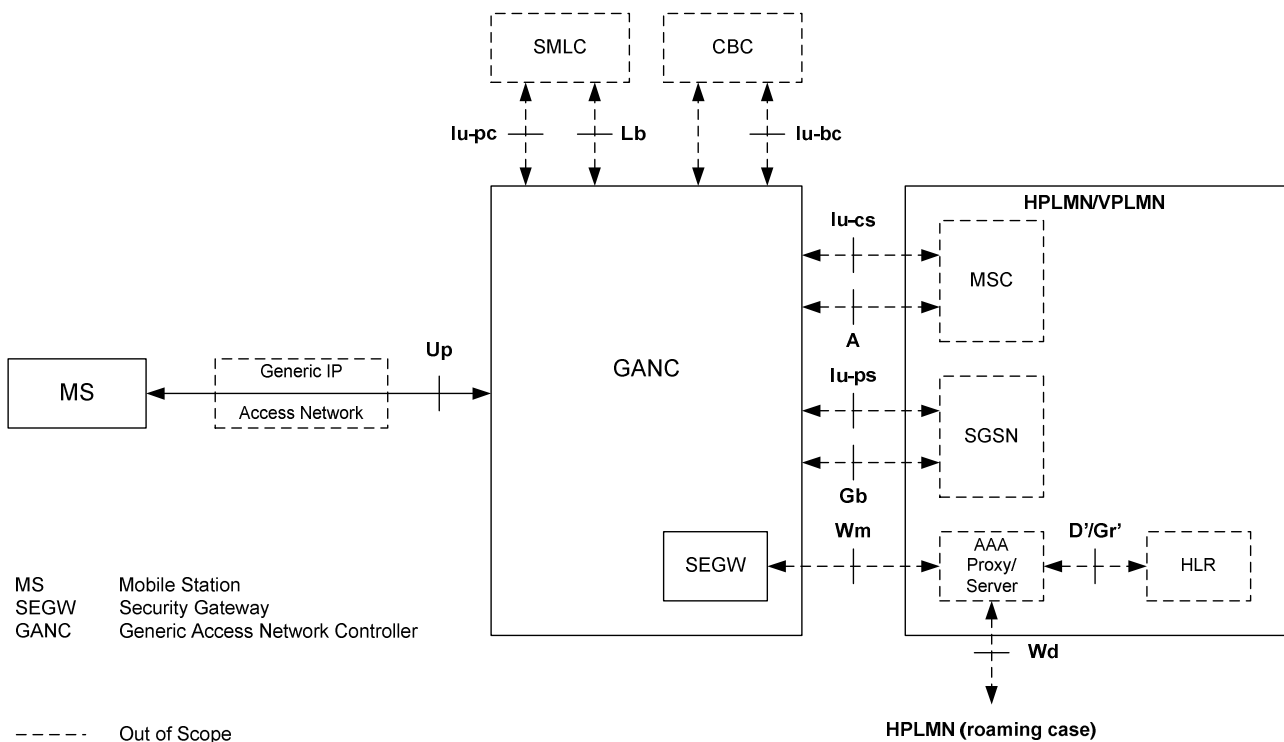 SMLC
CBC
Iu-pc
Lb
Iu-bc
HPLMN/VPLMN
Iu-cs
MSC
A
Up
GANC
Generic IP
Access Network
MS
Iu-ps
SGSN
Gb
Wm
D’/Gr’
SEGW
AAA
Proxy/
Server
HLR
MS Mobile Station
SEGW Security Gateway
GANC Generic Access Network Controller
Wd
HPLMN (roaming case)
Out of Scope